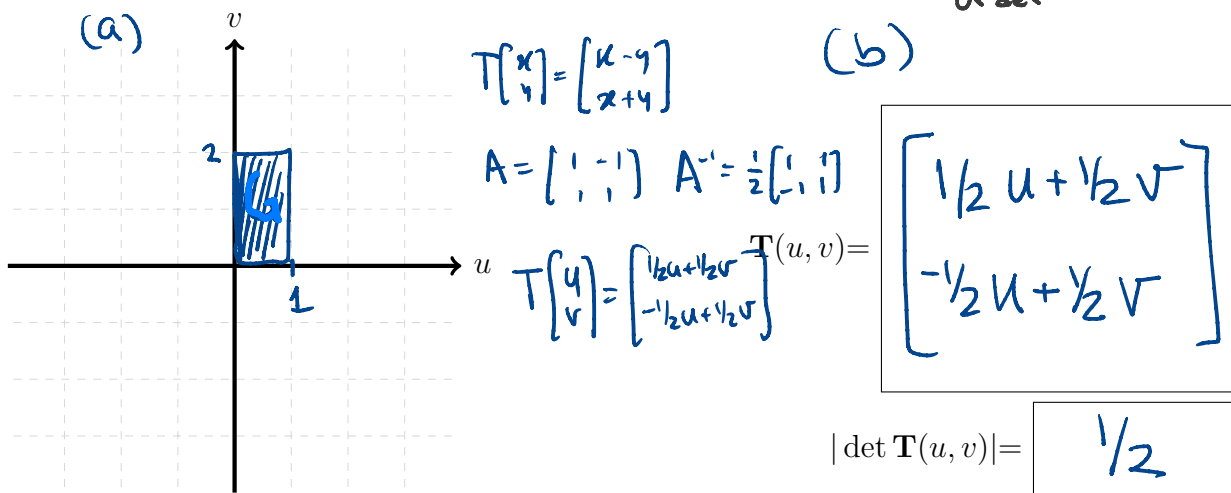 (a)
v
2
G
1
u
T[x y] = [x-y x+y]
A = [1 -1 1 1] A⁻¹ = 1/2[1 1 -1 1]
T[u v] = [1/2u+1/2v -1/2u+1/2v]
(b)
T(u, v)=
[1/2 u + 1/2 v
-1/2 u + 1/2 v]
| det T(u, v)|=
1/2